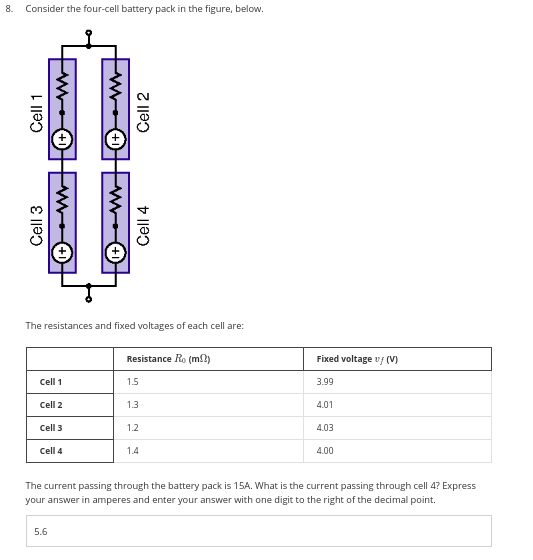 8. Consider the four-cell battery pack in the figure, below.
Cell 1
Cell 2
Cell 3
Cell 4
The resistances and fixed voltages of each cell are:
Resistance R₀ (mΩ) Fixed voltage v_f (V)
Cell 1 1.5 3.99
Cell 2 1.3 4.01
Cell 3 1.2 4.03
Cell 4 1.4 4.00
The current passing through the battery pack is 15A. What is the current passing through cell 4? Express
your answer in amperes and enter your answer with one digit to the right of the decimal point.
5.6